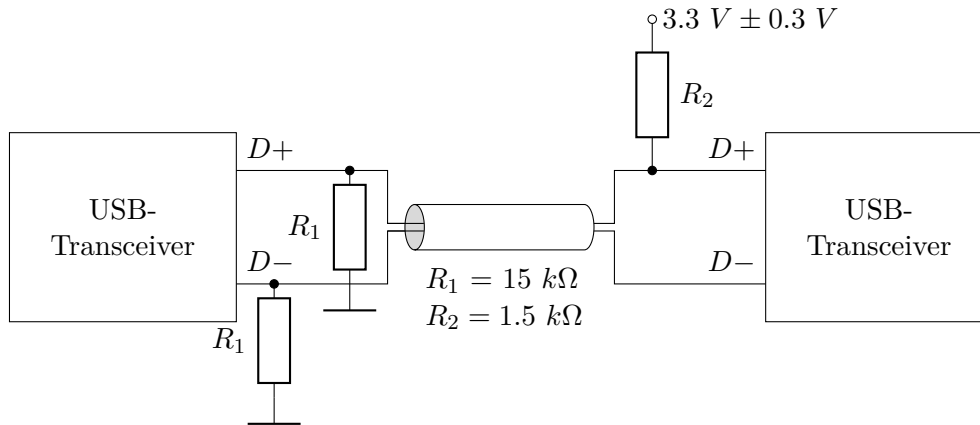 3.3 V ± 0.3 V
R₂
D+
D+
USB-
Transceiver
R₁
USB-
Transceiver
D−
D−
R₁ = 15 kΩ
R₂ = 1.5 kΩ
R₁